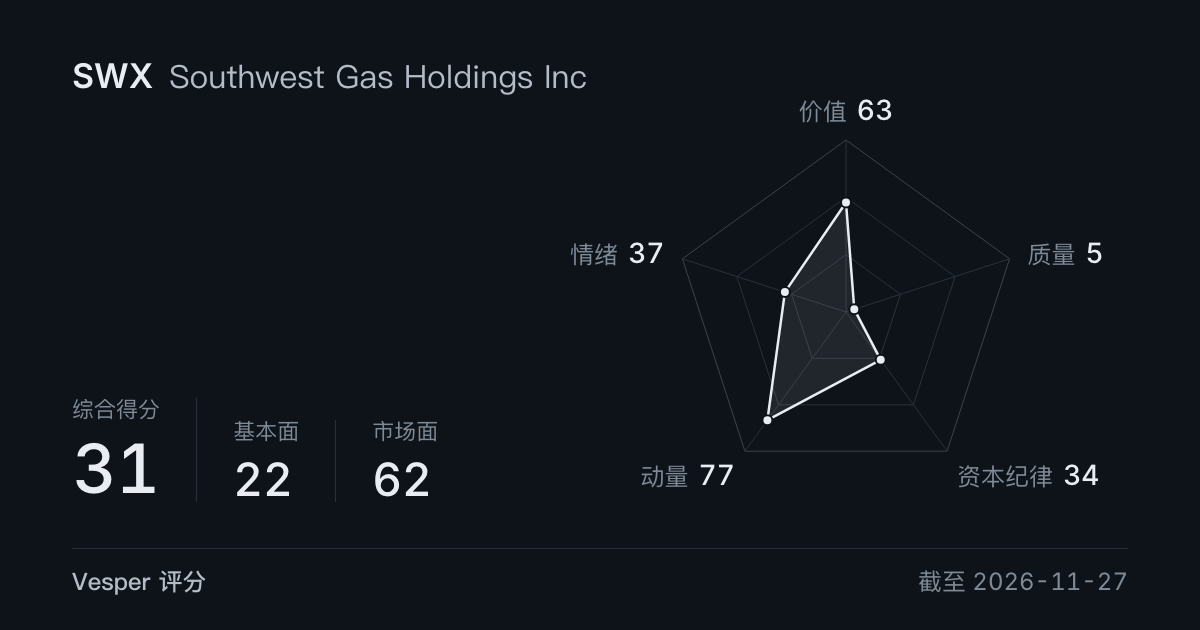 SWX Southwest Gas Holdings Inc
价值 63
情绪 37
质量 5
动量 77
资本纪律 34
综合得分
31
基本面
22
市场面
62
Vesper 评分
截至 2026-11-27